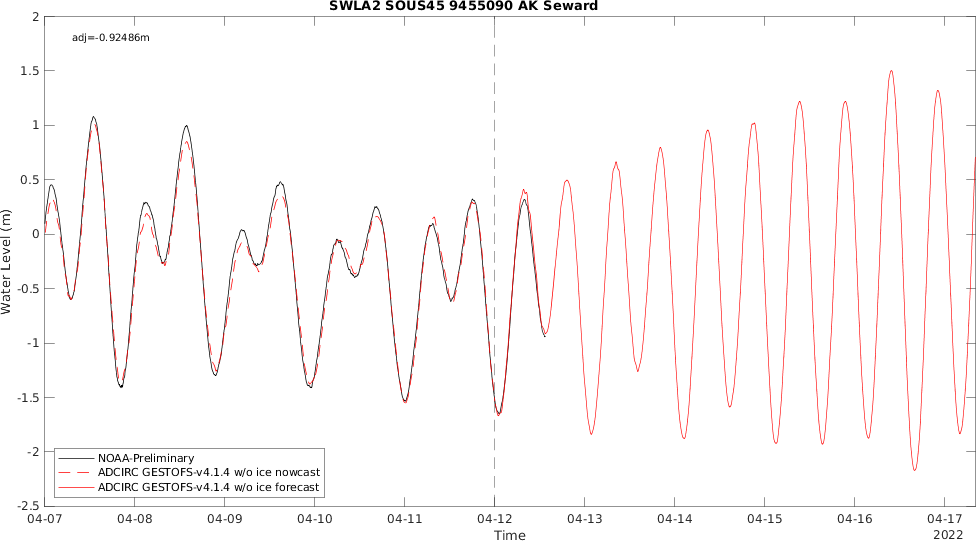 SWLA2 SOUS45 9455090 AK Seward
adj=-0.92486m
2
1.5
1
0.5
0
-0.5
-1
-1.5
-2
-2.5
Water Level (m)
NOAA-Preliminary
ADCIRC GESTOFS-v4.1.4 w/o ice nowcast
ADCIRC GESTOFS-v4.1.4 w/o ice forecast
04-07 04-08 04-09 04-10 04-11 04-12 04-13 04-14 04-15 04-16 04-17
Time
2022